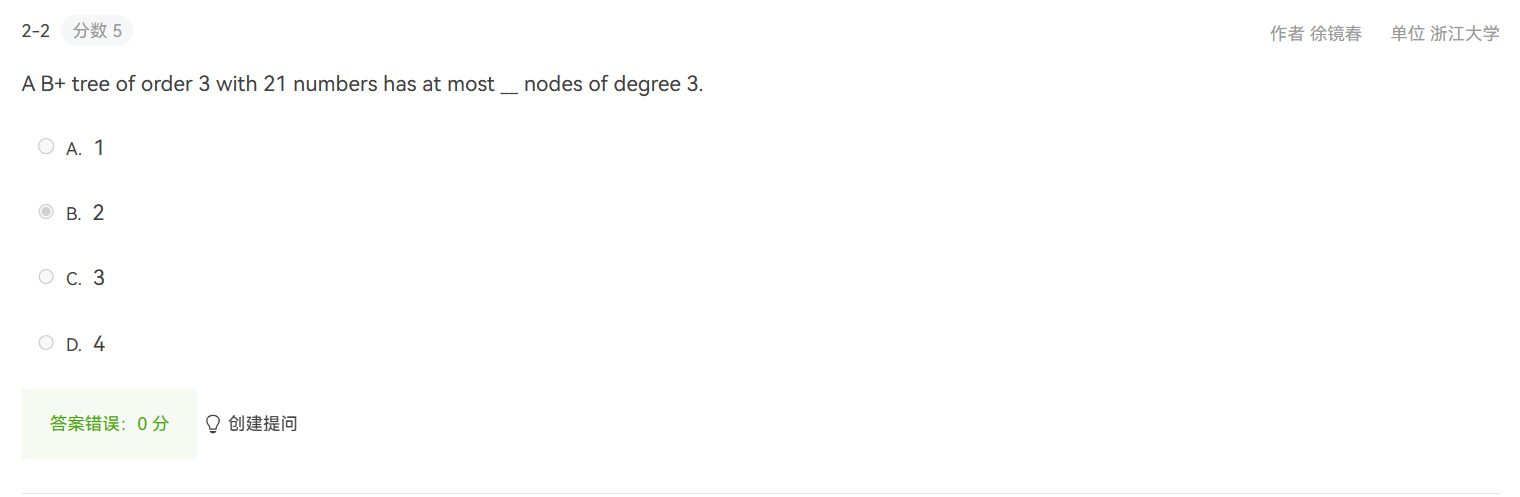 2-2 分数 5 作者 徐镜春 单位 浙江大学
A B+ tree of order 3 with 21 numbers has at most __ nodes of degree 3.
A. 1
B. 2
C. 3
D. 4
答案错误：0 分 创建提问